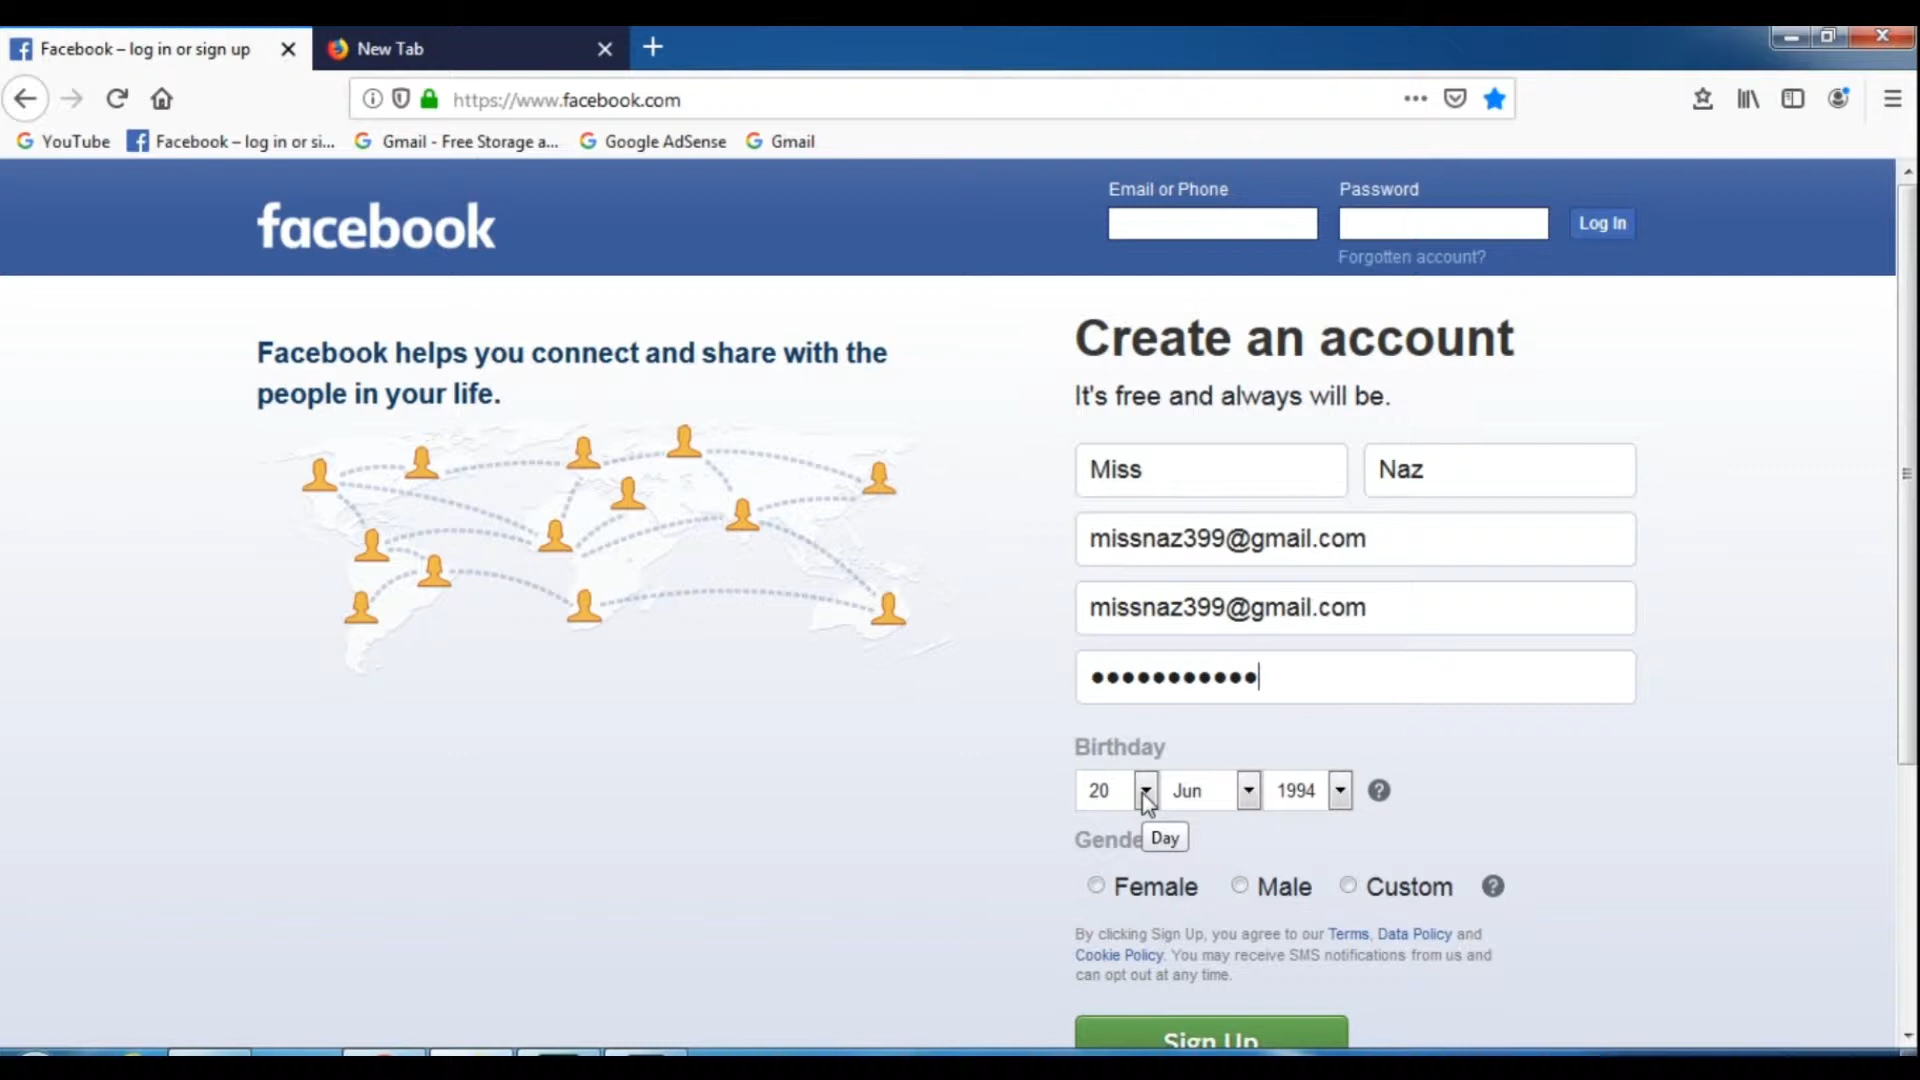 Facebook – log in or sign up
New Tab
https://www.facebook.com
YouTube
Facebook – log in or si...
Gmail - Free Storage a...
Google AdSense
Gmail
facebook
Email or Phone
Password
Log In
Forgotten account?
Facebook helps you connect and share with the
people in your life.
Create an account
It's free and always will be.
Miss
Naz
missnaz399@gmail.com
missnaz399@gmail.com
Birthday
20
Jun
1994
Gende
Day
Female
Male
Custom
By clicking Sign Up, you agree to our Terms, Data Policy and
Cookie Policy. You may receive SMS notifications from us and
can opt out at any time.
Sign Up